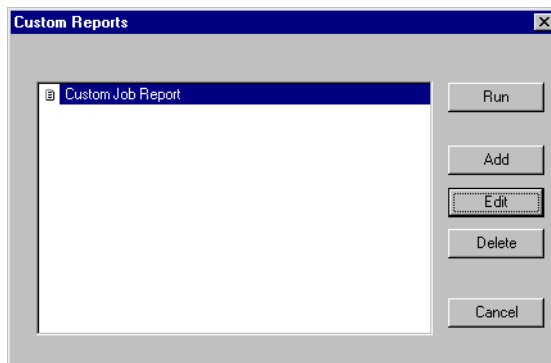 Custom Reports
Custom Job Report
Run
Add
Edit
Delete
Cancel